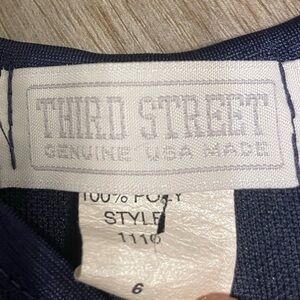 THIRD STREET
GENUINE USA MADE
100% POLY
STYLE
1110
6